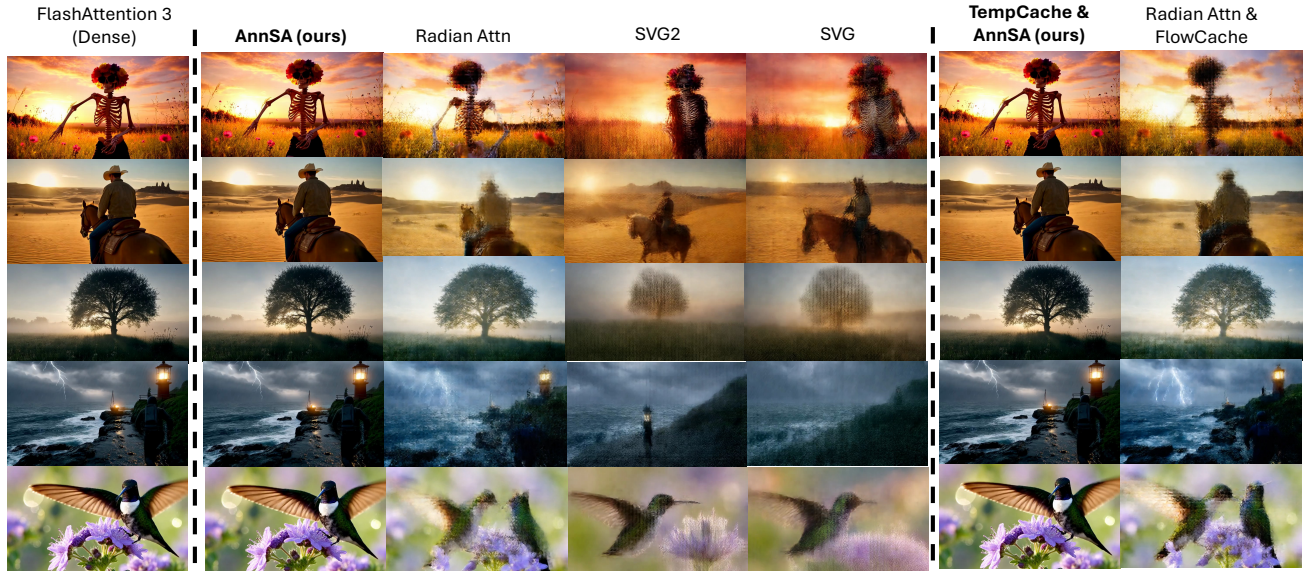 FlashAttention 3
(Dense)
AnnSA (ours)
Radian Attn
SVG2
SVG
TempCache &
AnnSA (ours)
Radian Attn &
FlowCache